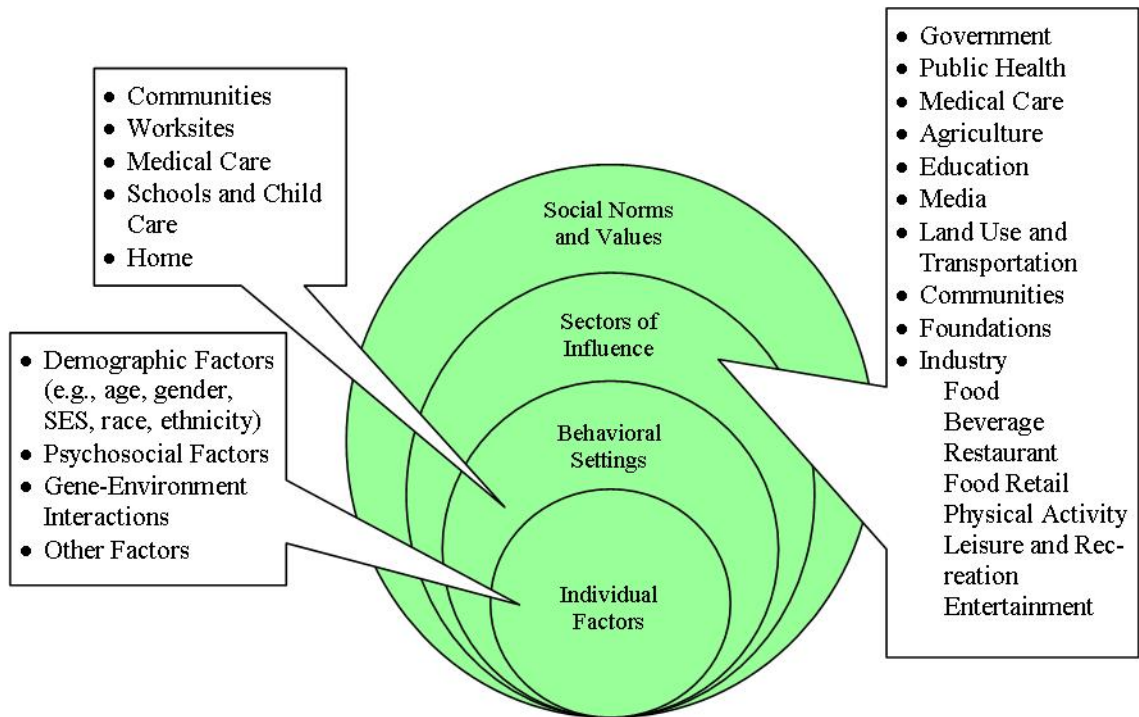 • Communities
• Worksites
• Medical Care
• Schools and Child
Care
• Home
• Demographic Factors
(e.g., age, gender,
SES, race, ethnicity)
• Psychosocial Factors
• Gene-Environment
Interactions
• Other Factors
Social Norms
and Values
Sectors of
Influence
Behavioral
Settings
Individual
Factors
• Government
• Public Health
• Medical Care
• Agriculture
• Education
• Media
• Land Use and
Transportation
• Communities
• Foundations
• Industry
Food
Beverage
Restaurant
Food Retail
Physical Activity
Leisure and Rec-
reation
Entertainment